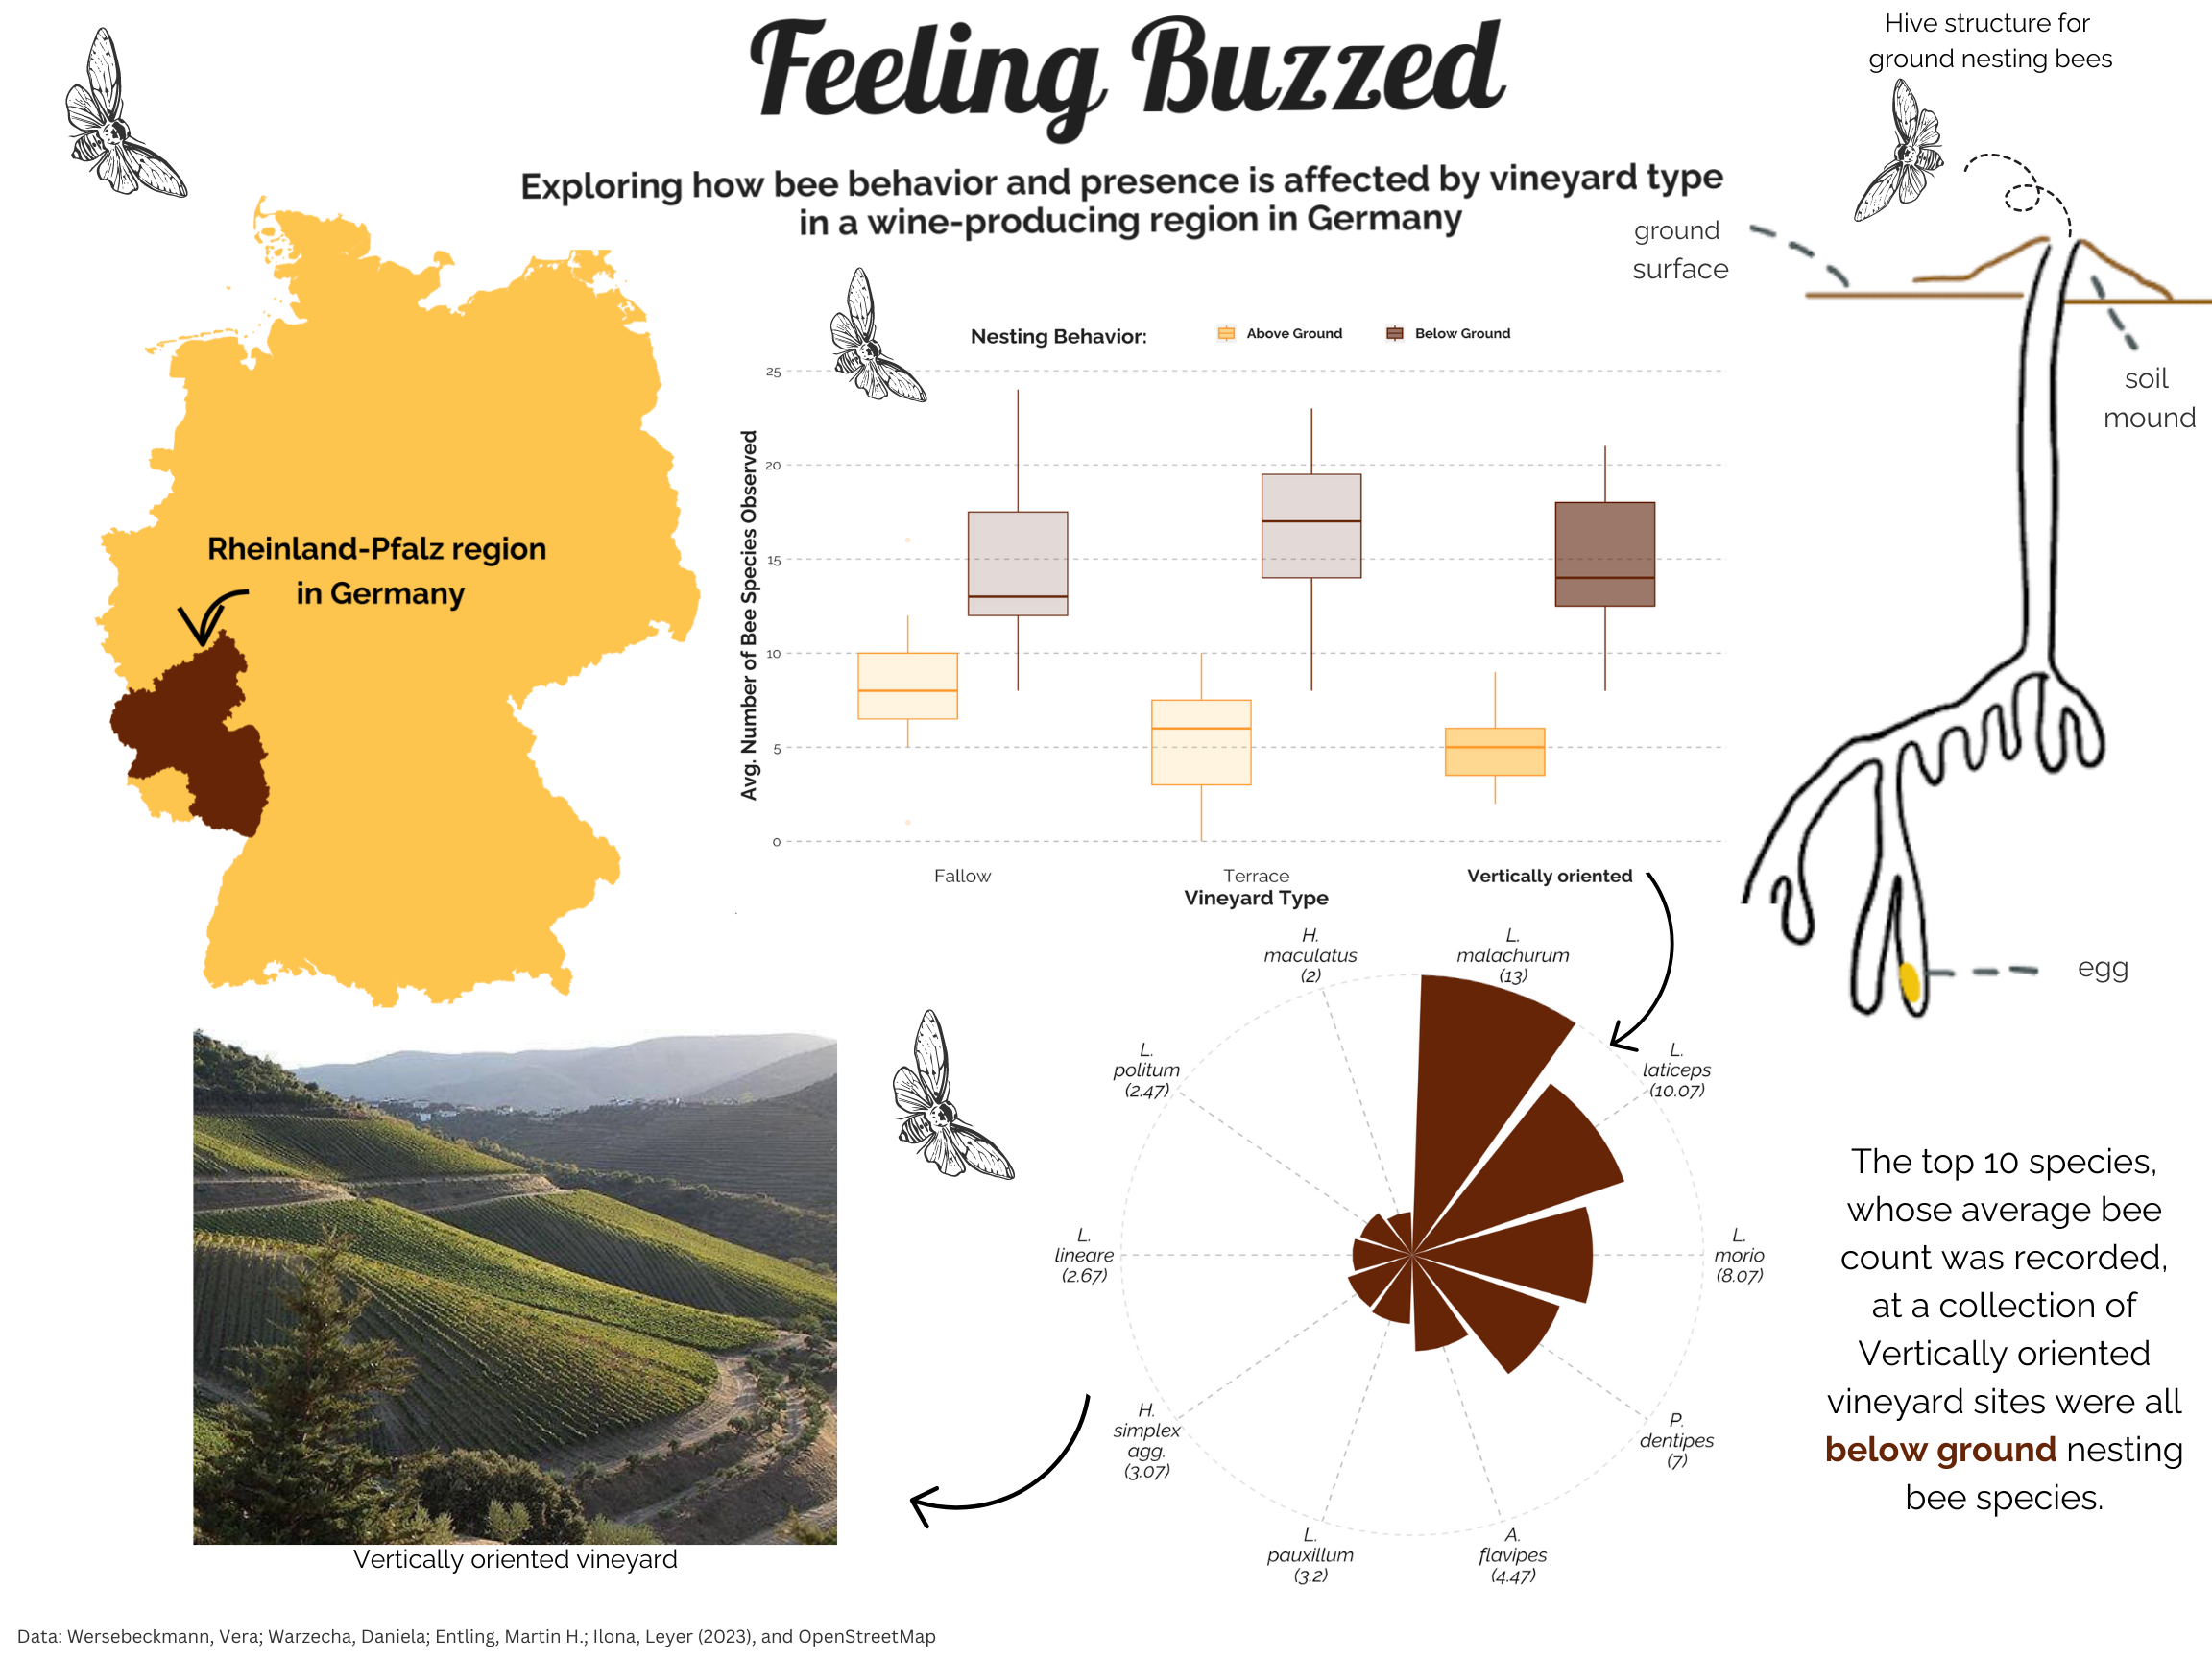 Feeling Buzzed
Exploring how bee behavior and presence is affected by vineyard type
in a wine-producing region in Germany
Hive structure for
ground nesting bees
ground
surface
soil
mound
egg
Rheinland-Pfalz region
in Germany
Nesting Behavior:
Above Ground
Below Ground
Avg. Number of Bee Species Observed
25
20
15
10
5
0
Fallow
Terrace
Vertically oriented
Vineyard Type
H.
maculatus
(2)
L.
malachurum
(13)
L.
laticeps
(10.07)
L.
morio
(8.07)
P.
dentipes
(7)
A.
flavipes
(4.47)
L.
pauxillum
(3.2)
H.
simplex
agg.
(3.07)
L.
lineare
(2.67)
L.
politum
(2.47)
The top 10 species,
whose average bee
count was recorded,
at a collection of
Vertically oriented
vineyard sites were all
below ground nesting
bee species.
Vertically oriented vineyard
Data: Wersebeckmann, Vera; Warzecha, Daniela; Entling, Martin H.; Ilona, Leyer (2023), and OpenStreetMap